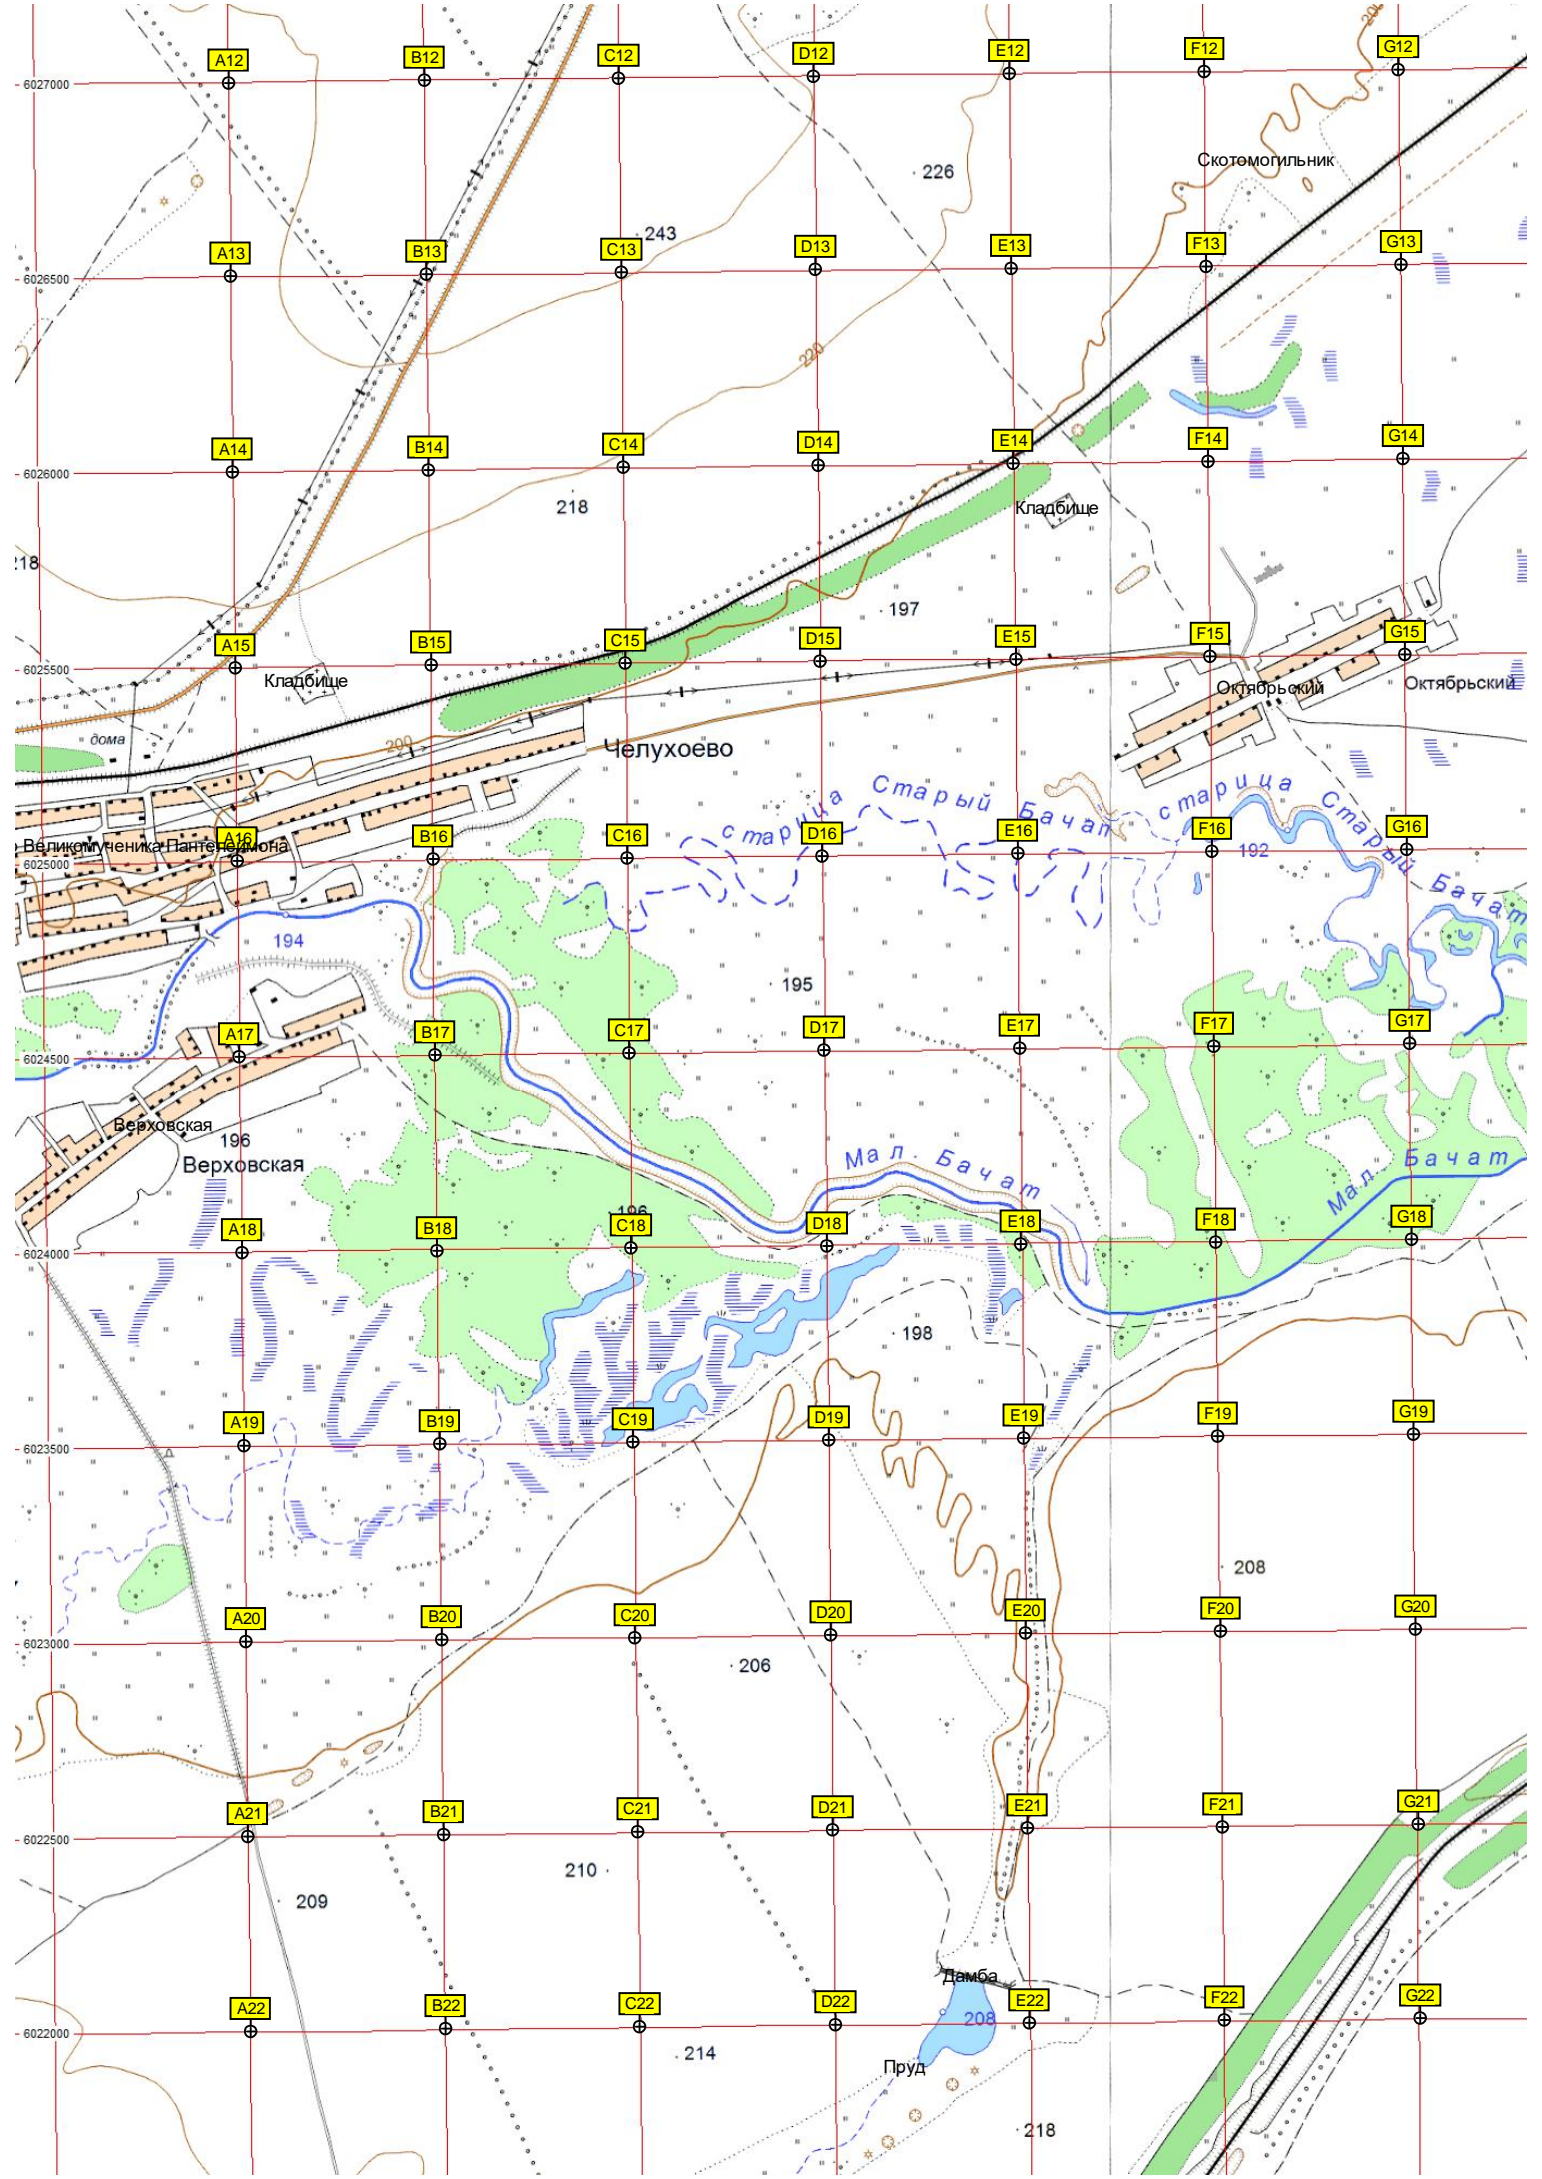 200
A12 B12 C12 D12 E12 F12 G12
6027000
Скотомогильник
226
243
A13 B13 C13 D13 E13 F13 G13
6026500
220
A14 B14 C14 D14 E14 F14 G14
6026000
218
Кладбище
218
197
A15 B15 C15 D15 E15 F15 G15
6025500
Кладбище
Октябрьский
Октябрьский
дома
200
Челухоево
старица Старый Бачат
старица Старый Бачат
A16 B16 C16 D16 E16 F16 G16
Великомученика Пантелеймона
6025000
192
194
195
A17 B17 C17 D17 E17 F17 G17
6024500
Верховская
196
Верховская
Мал. Бачат
Мал. Бачат
196
A18 B18 C18 D18 E18 F18 G18
6024000
198
A19 B19 C19 D19 E19 F19 G19
6023500
208
A20 B20 C20 D20 E20 F20 G20
6023000
206
A21 B21 C21 D21 E21 F21 G21
6022500
210
209
Дамба
A22 B22 C22 D22 E22 F22 G22
6022000
208
214
Пруд
218